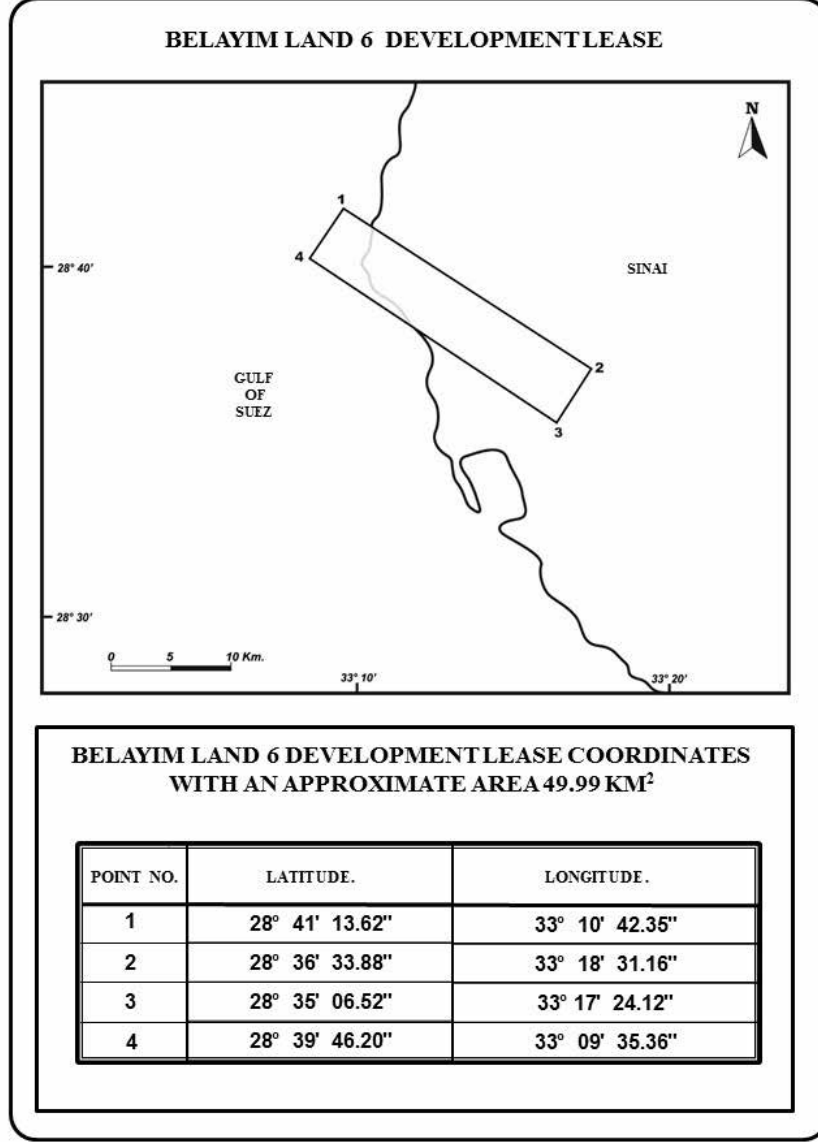 BELAYIM LAND 6 DEVELOPMENT LEASE
N
1
28° 40'
4
SINAI
2
GULF
OF
SUEZ
3
28° 30'
0 5 10 Km.
33° 10' 33° 20'
BELAYIM LAND 6 DEVELOPMENT LEASE COORDINATES
WITH AN APPROXIMATE AREA 49.99 KM²
POINT NO. LATITUDE. LONGITUDE.
1 28° 41' 13.62" 33° 10' 42.35"
2 28° 36' 33.88" 33° 18' 31.16"
3 28° 35' 06.52" 33° 17' 24.12"
4 28° 39' 46.20" 33° 09' 35.36"